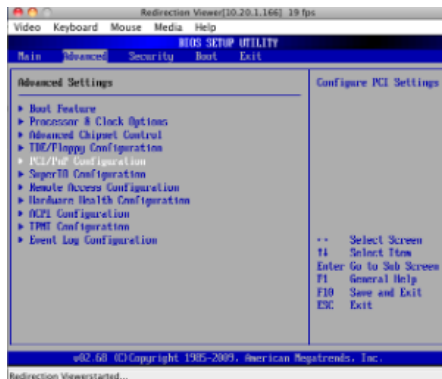 Redirection Viewer[10.20.1.166] 19 fps
Video Keyboard Mouse Media Help
BIOS SETUP UTILITY
Main Advanced Security Boot Exit
Advanced Settings
Configure PCI Settings
▶ Boot Feature
▶ Processor & Clock Options
▶ Advanced Chipset Control
▶ IDE/Floppy Configuration
▶ PCI/PnP Configuration
▶ SuperIO Configuration
▶ Remote Access Configuration
▶ Hardware Health Configuration
▶ ACPI Configuration
▶ IPMI Configuration
▶ Event Log Configuration
Select Screen
↑↓ Select Item
Enter Go to Sub Screen
F1 General Help
F10 Save and Exit
ESC Exit
v02.68 (C)Copyright 1985-2009, American Megatrends, Inc.
Redirection Viewerstarted...